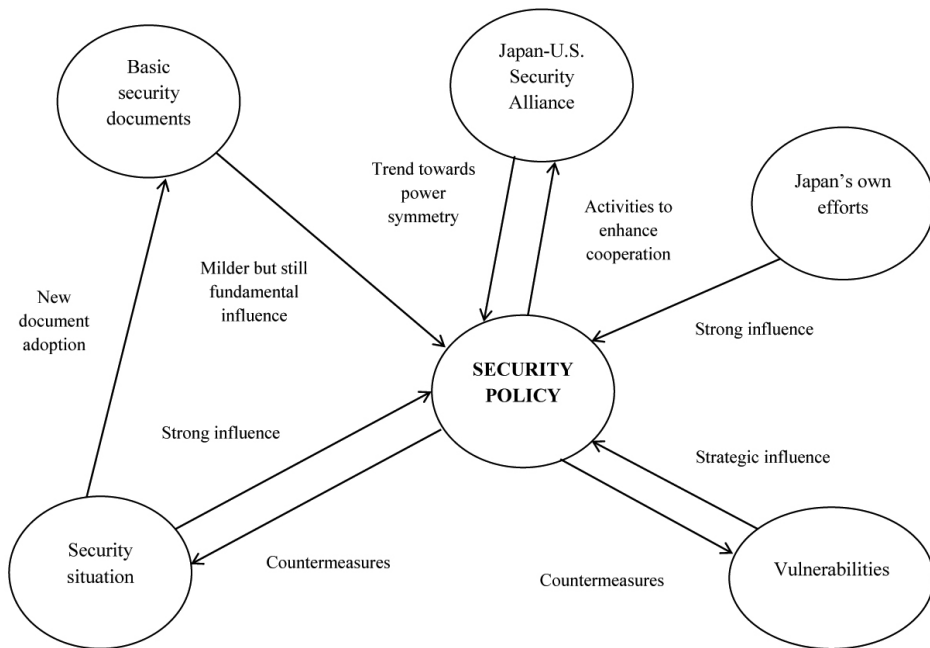 Basic
security
documents
Japan-U.S.
Security
Alliance
Japan’s own
efforts
Trend towards
power
symmetry
Activities to
enhance
cooperation
Milder but still
fundamental
influence
New
document
adoption
Strong influence
SECURITY
POLICY
Strong influence
Strategic influence
Security
situation
Countermeasures
Countermeasures
Vulnerabilities